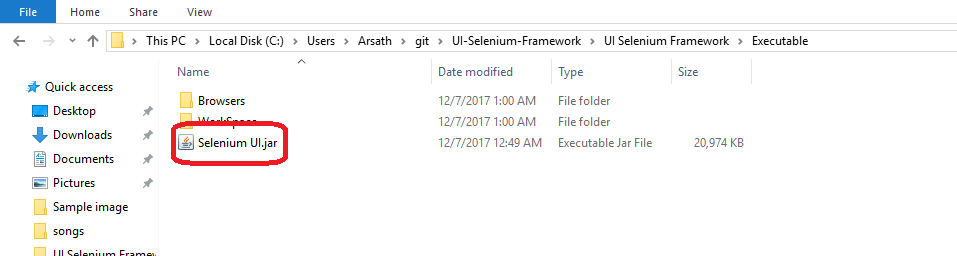 File Home Share View
This PC > Local Disk (C:) > Users > Arsath > git > UI-Selenium-Framework > UI Selenium Framework > Executable
Name Date modified Type Size
Quick access
Desktop
Downloads
Documents
Pictures
Sample image
songs
UI Selenium Framew
Browsers 12/7/2017 1:00 AM File folder
WorkSpace 12/7/2017 1:00 AM File folder
Selenium UI.jar 12/7/2017 12:49 AM Executable Jar File 20,974 KB